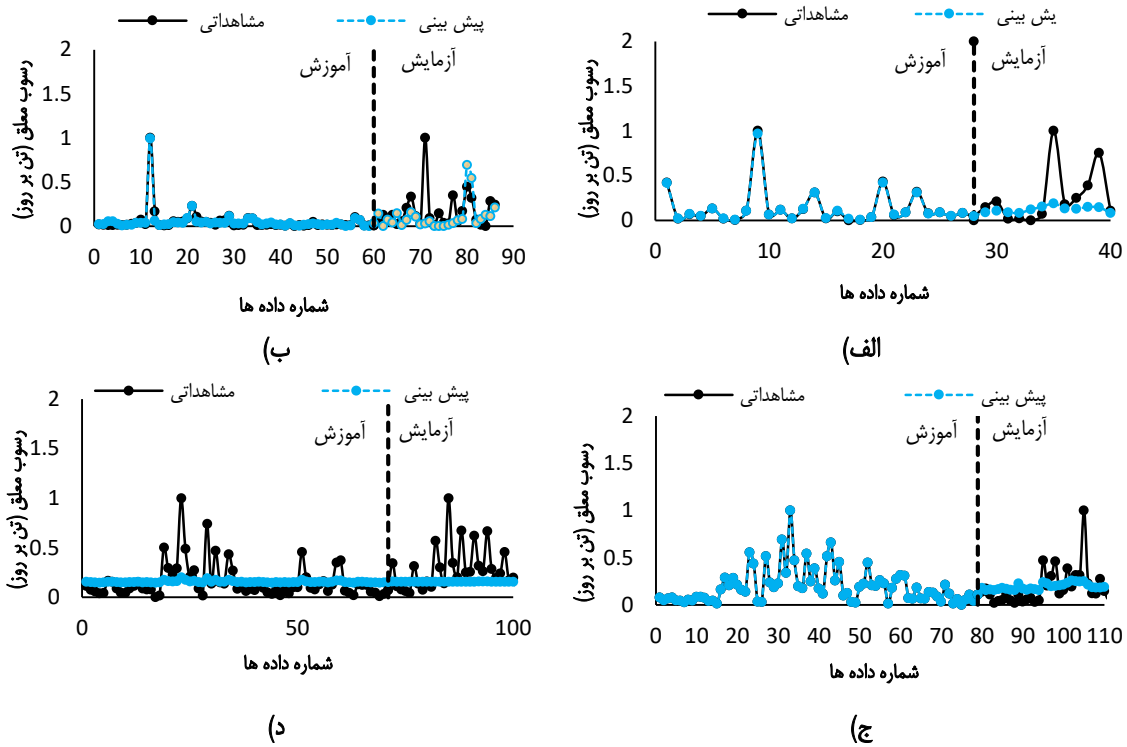 مشاهداتی یش بینی
رسوب معلق (تن بر روز)
2
1.5
1
0.5
0
آموزش آزمایش
0 10 20 30 40
شماره داده ها
الف)
مشاهداتی پیش بینی
رسوب معلق (تن بر روز)
2
1.5
1
0.5
0
آموزش آزمایش
0 10 20 30 40 50 60 70 80 90
شماره داده ها
ب)
مشاهداتی پیش بینی
رسوب معلق (تن بر روز)
2
1.5
1
0.5
0
آموزش آزمایش
0 10 20 30 40 50 60 70 80 90 100 110
شماره داده ها
ج)
مشاهداتی پیش بینی
رسوب معلق (تن بر روز)
2
1.5
1
0.5
0
آموزش آزمایش
0 50 100
شماره داده ها
د)